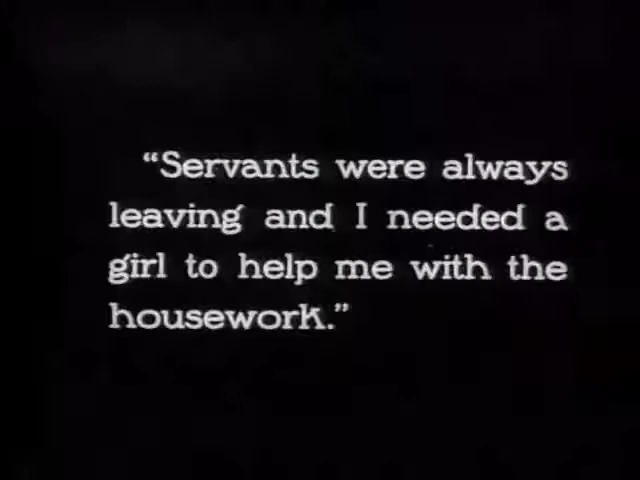 “Servants were always
leaving and I needed a
girl to help me with the
housework.”